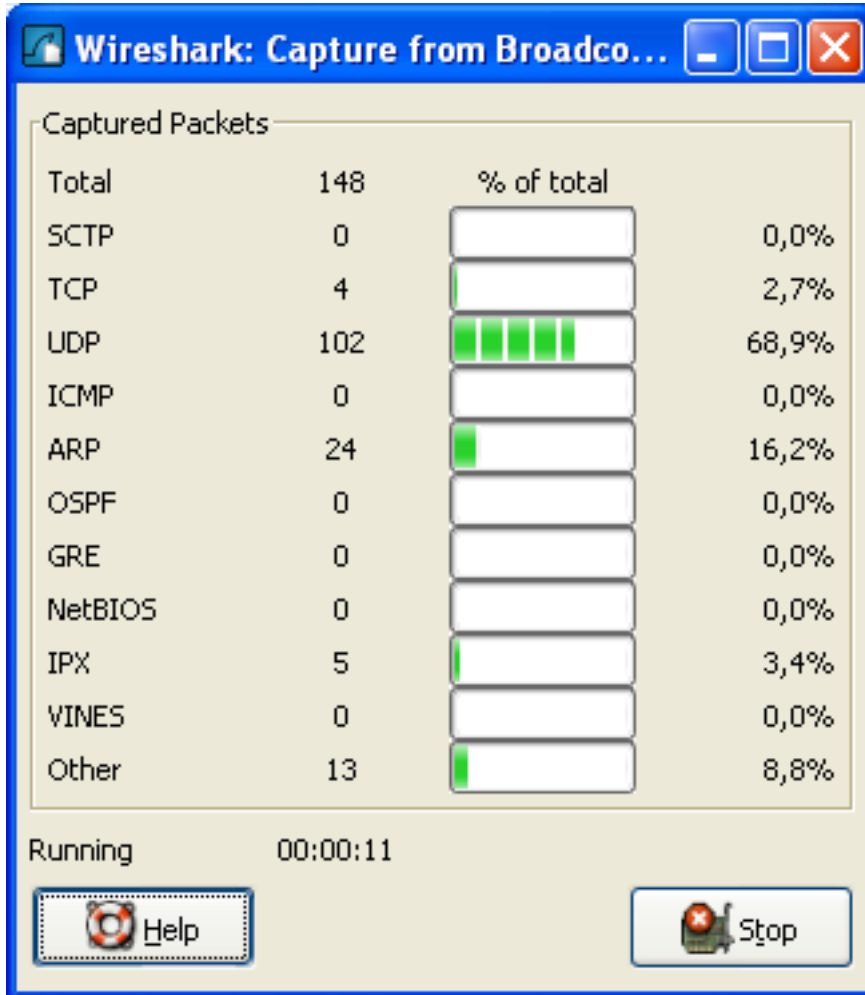 Wireshark: Capture from Broadco...
Captured Packets
Total 148 % of total
SCTP 0 0,0%
TCP 4 2,7%
UDP 102 68,9%
ICMP 0 0,0%
ARP 24 16,2%
OSPF 0 0,0%
GRE 0 0,0%
NetBIOS 0 0,0%
IPX 5 3,4%
VINES 0 0,0%
Other 13 8,8%
Running 00:00:11
Help Stop